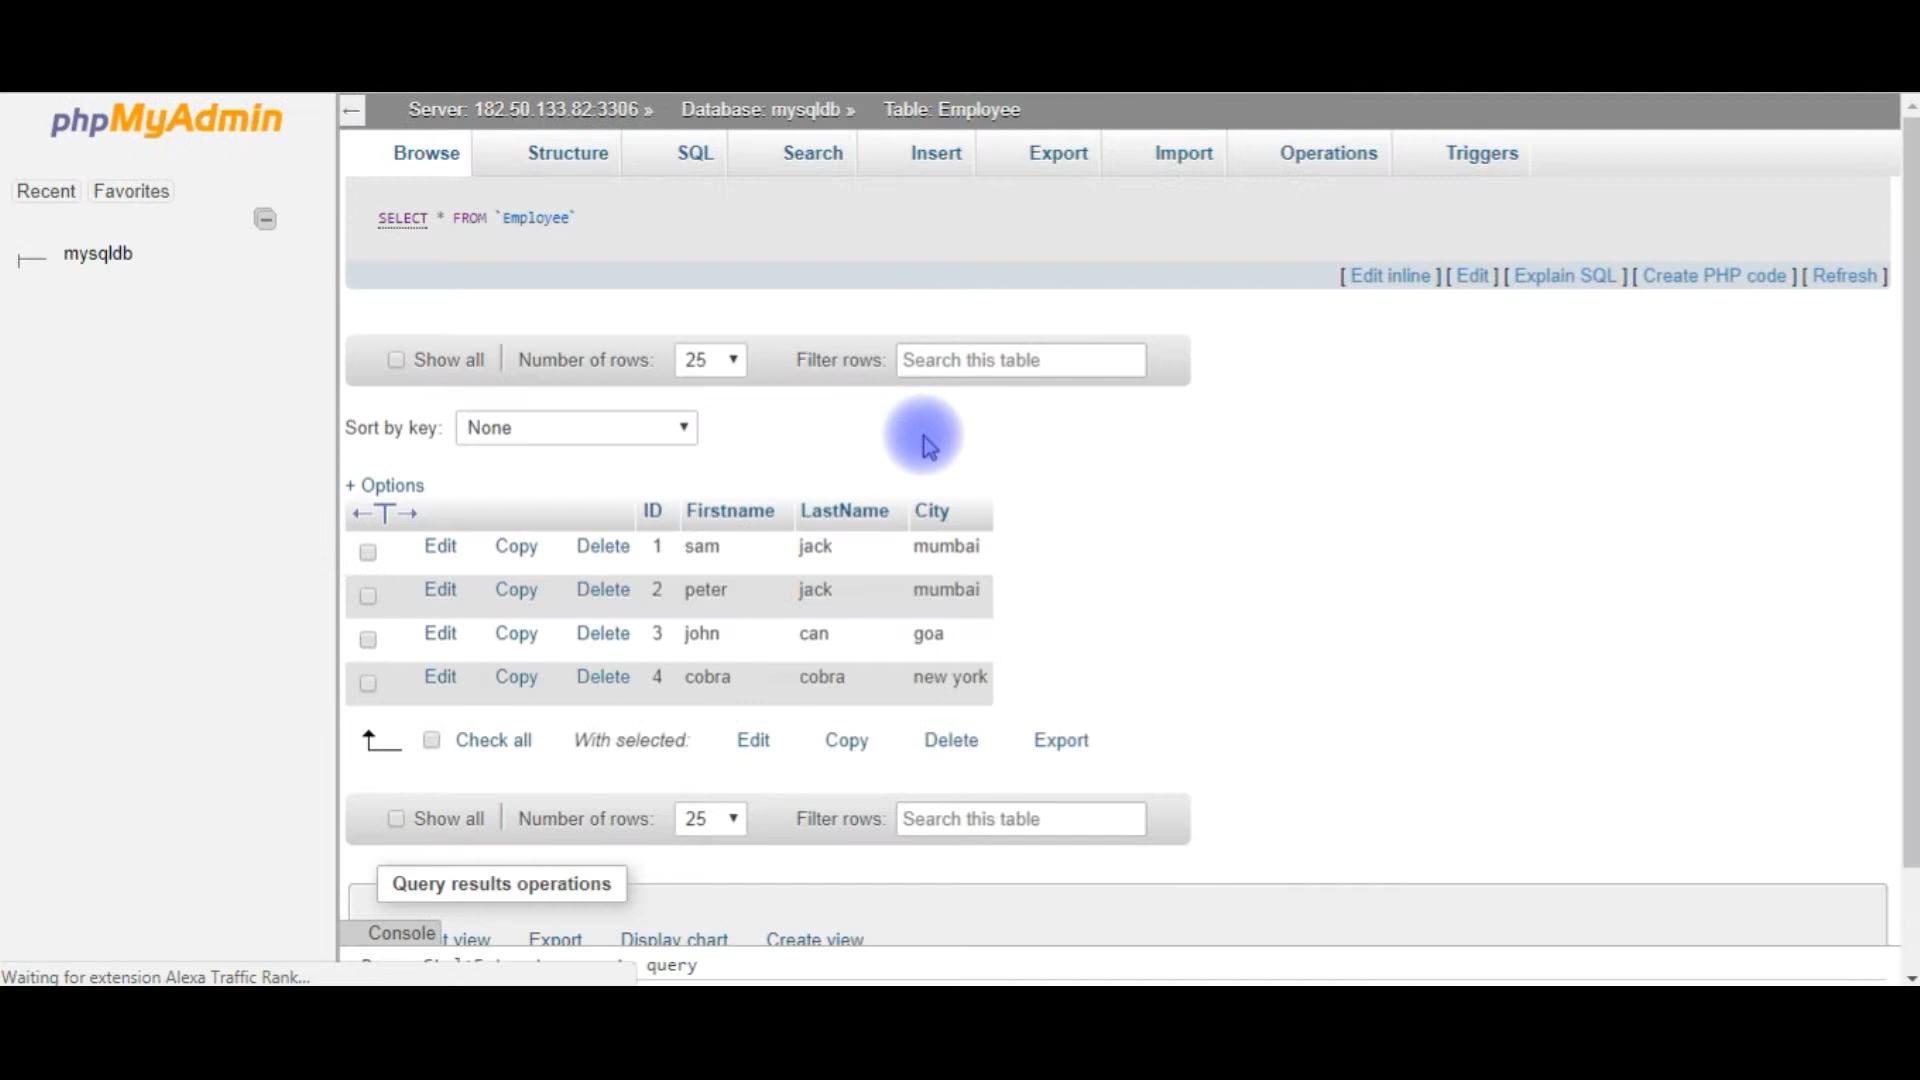 phpMyAdmin
Recent Favorites
mysqldb
← Server: 182.50.133.82:3306 » Database: mysqldb » Table: Employee
Browse Structure SQL Search Insert Export Import Operations Triggers
SELECT * FROM `Employee`
[ Edit inline ] [ Edit ] [ Explain SQL ] [ Create PHP code ] [ Refresh ]
Show all Number of rows: 25 Filter rows: Search this table
Sort by key: None
+ Options
←T→ ID Firstname LastName City
Edit Copy Delete 1 sam jack mumbai
Edit Copy Delete 2 peter jack mumbai
Edit Copy Delete 3 john can goa
Edit Copy Delete 4 cobra cobra new york
Check all With selected: Edit Copy Delete Export
Show all Number of rows: 25 Filter rows: Search this table
Query results operations
Console t view Export Display chart Create view
query
Waiting for extension Alexa Traffic Rank...